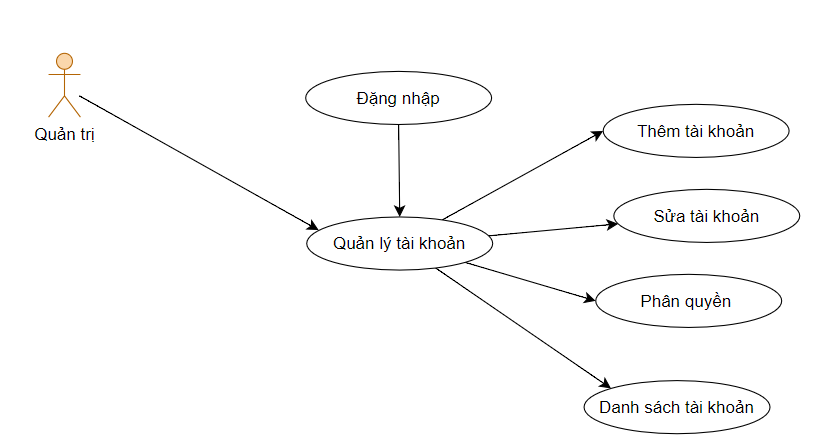 Quản trị
Đặng nhập
Quản lý tài khoản
Thêm tài khoản
Sửa tài khoản
Phân quyền
Danh sách tài khoản